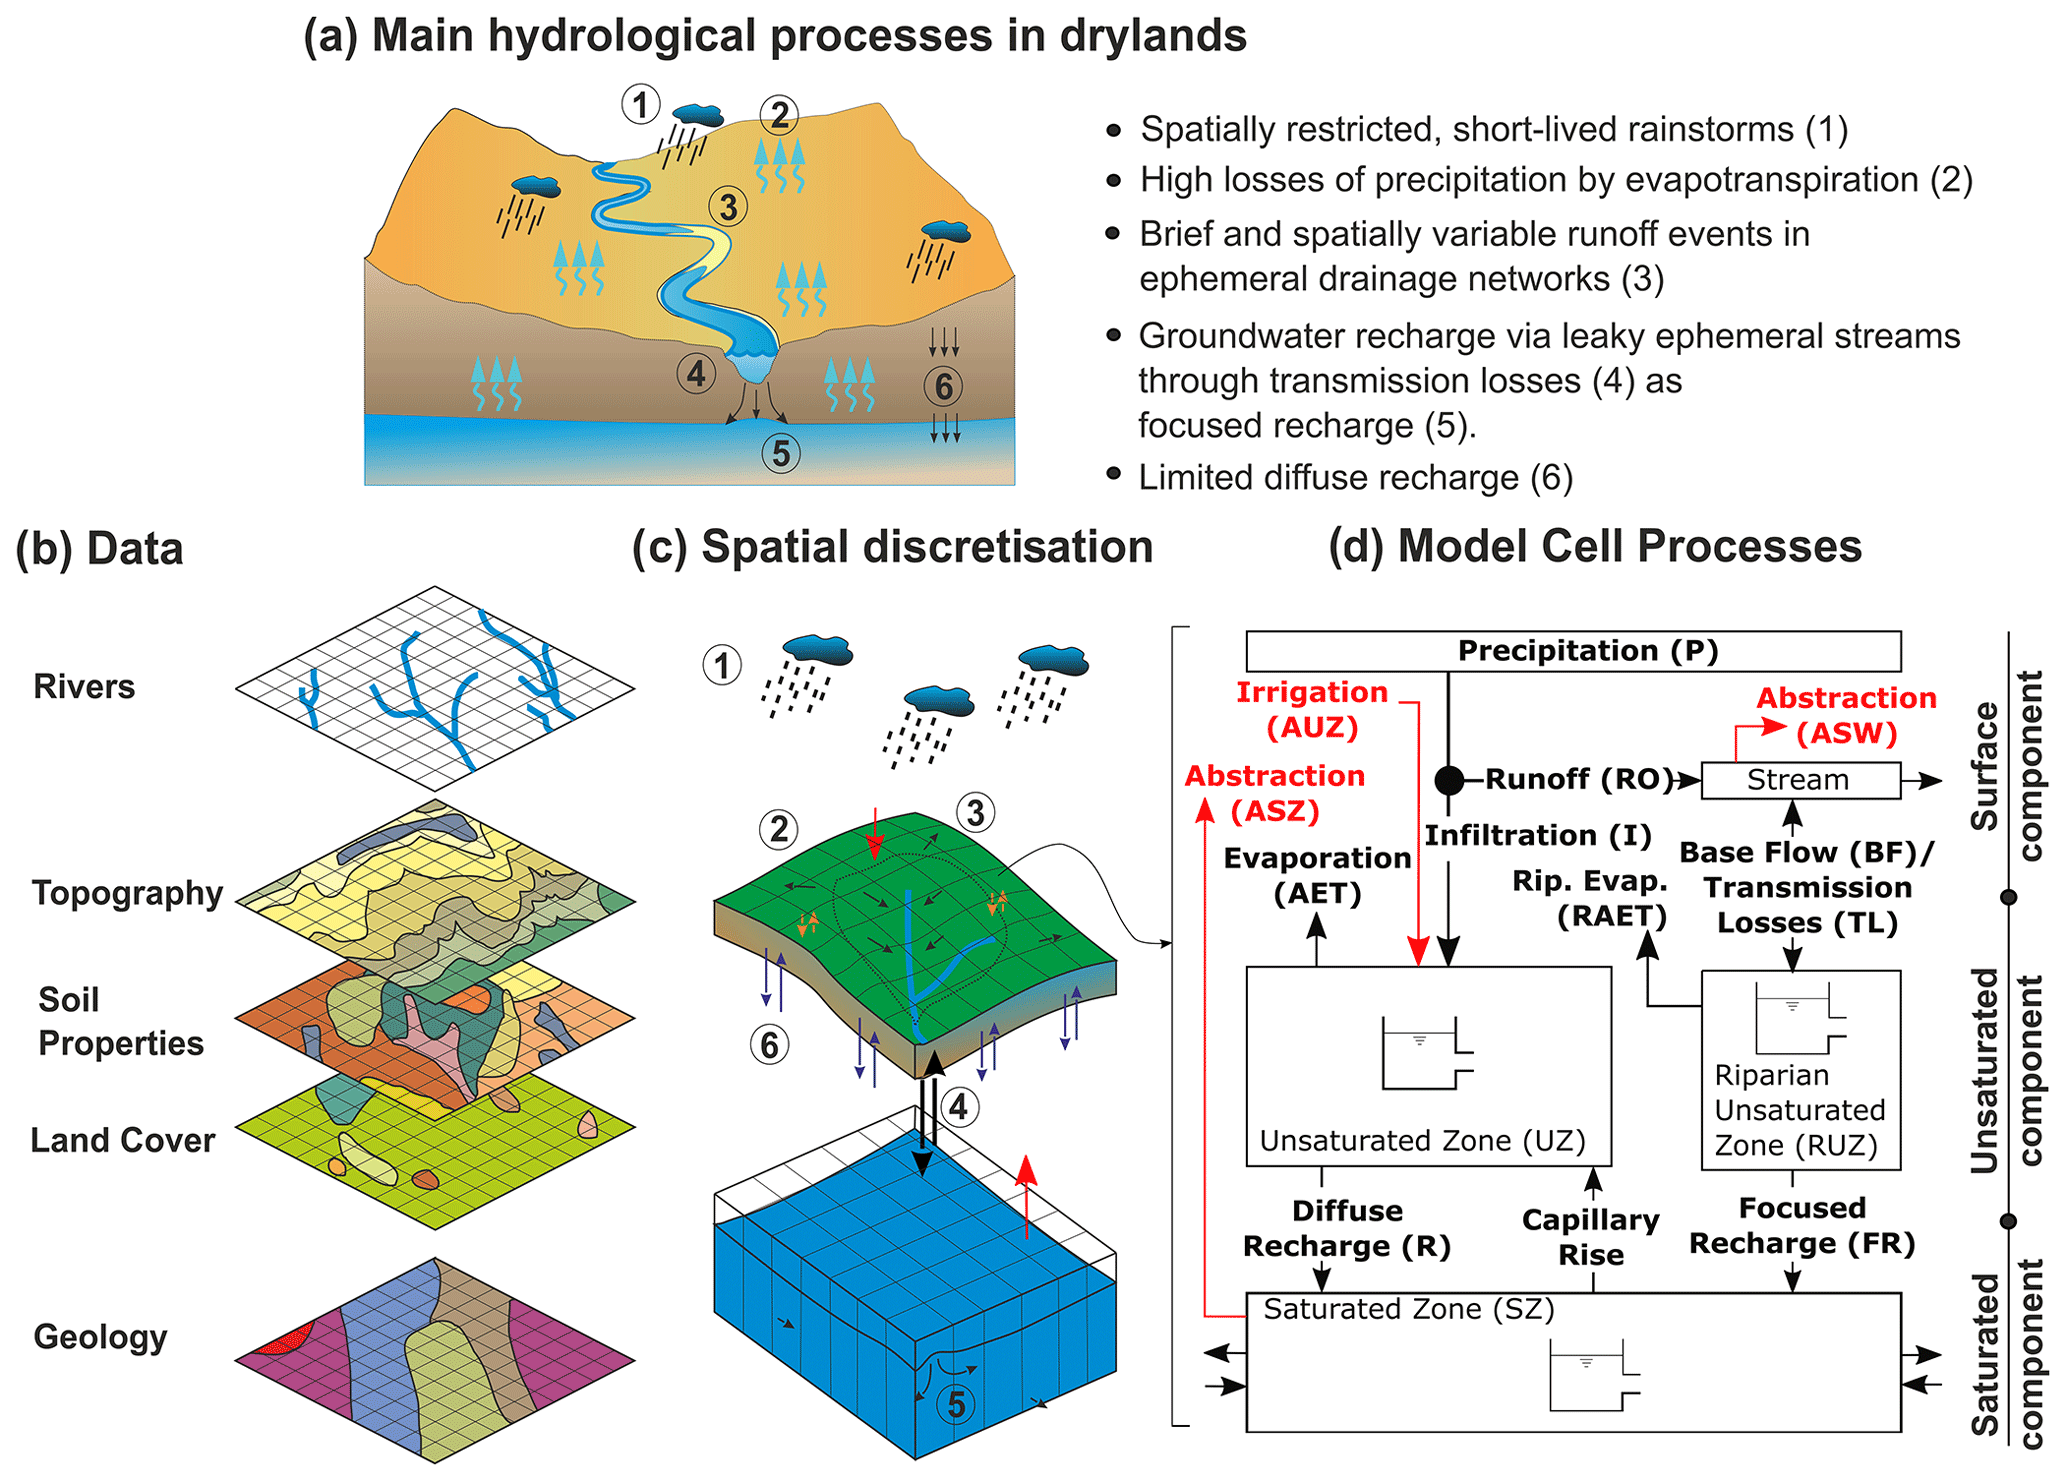 (a) Main hydrological processes in drylands
1
2
3
4
5
6
• Spatially restricted, short-lived rainstorms (1)
• High losses of precipitation by evapotranspiration (2)
• Brief and spatially variable runoff events in
ephemeral drainage networks (3)
• Groundwater recharge via leaky ephemeral streams
through transmission losses (4) as
focused recharge (5).
• Limited diffuse recharge (6)
(b) Data
Rivers
Topography
Soil
Properties
Land Cover
Geology
(c) Spatial discretisation
1
2
3
6
4
5
(d) Model Cell Processes
Precipitation (P)
Irrigation
(AUZ)
Abstraction
(ASW)
Abstraction
(ASZ)
Runoff (RO)
Stream
Infiltration (I)
Evaporation
(AET)
Rip. Evap.
(RAET)
Base Flow (BF)/
Transmission
Losses (TL)
Unsaturated Zone (UZ)
Riparian
Unsaturated
Zone (RUZ)
Diffuse
Recharge (R)
Capillary
Rise
Focused
Recharge (FR)
Saturated Zone (SZ)
Surface
component
Unsaturated
component
Saturated
component